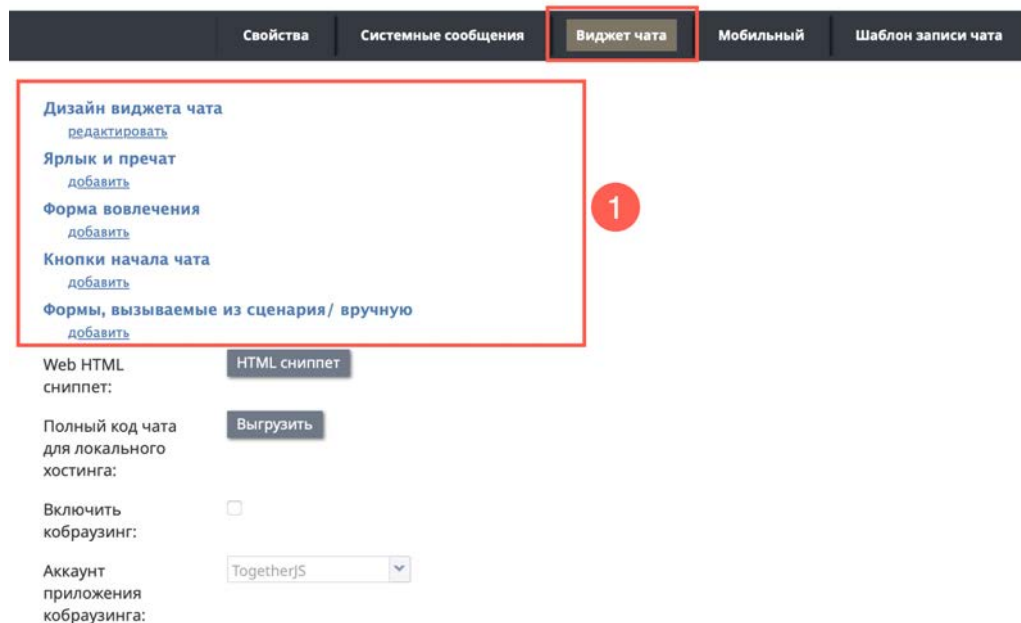 Свойства Системные сообщения Виджет чата Мобильный Шаблон записи чата
Дизайн виджета чата
редактировать
Ярлык и пречат
добавить
1
Форма вовлечения
добавить
Кнопки начала чата
добавить
Формы, вызываемые из сценария/ вручную
добавить
Web HTML
сниппет:
HTML сниппет
Полный код чата
для локального
хостинга:
Выгрузить
Включить
кобраузинг:
Аккаунт
приложения
кобраузинга:
TogetherJS